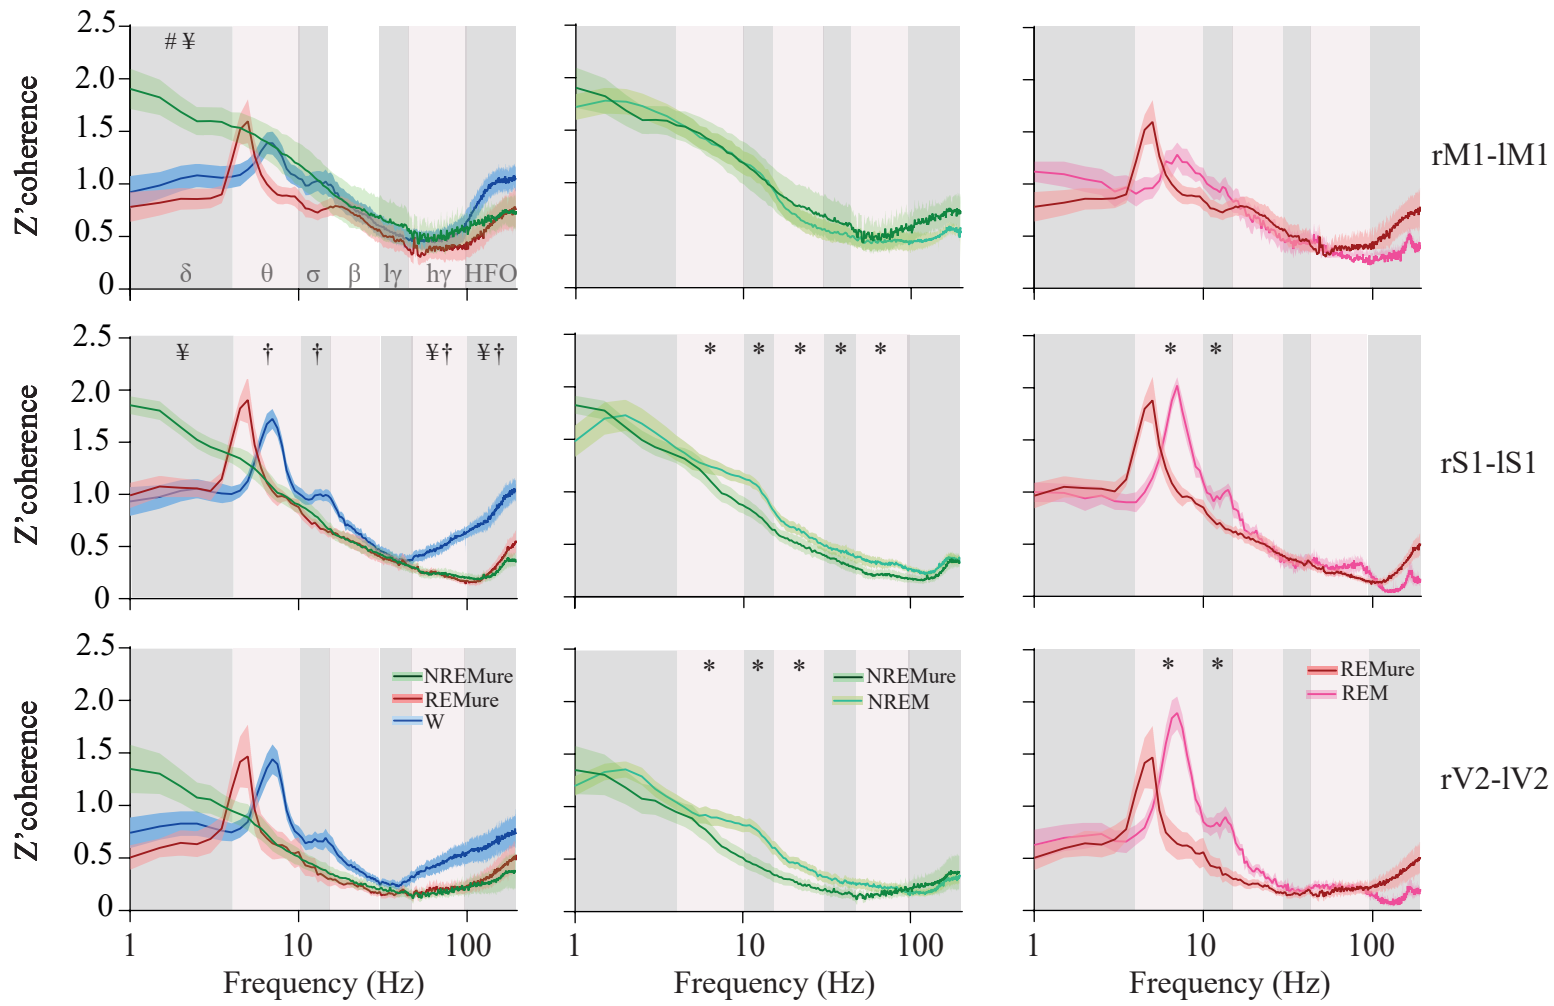 2.5
# ¥
2.0
1.5
1.0
0.5
0
Z’coherence
δ θ σ β lγ hγ HFO
rM1-lM1
2.5
¥ † † ¥† ¥†
* * * * *
* *
2.0
1.5
1.0
0.5
0
Z’coherence
rS1-lS1
2.5
2.0
1.5
1.0
0.5
0
Z’coherence
NREMure
REMure
W
* * *
NREMure
NREM
* *
REMure
REM
rV2-lV2
1 10 100
1 10 100
1 10 100
Frequency (Hz)
Frequency (Hz)
Frequency (Hz)